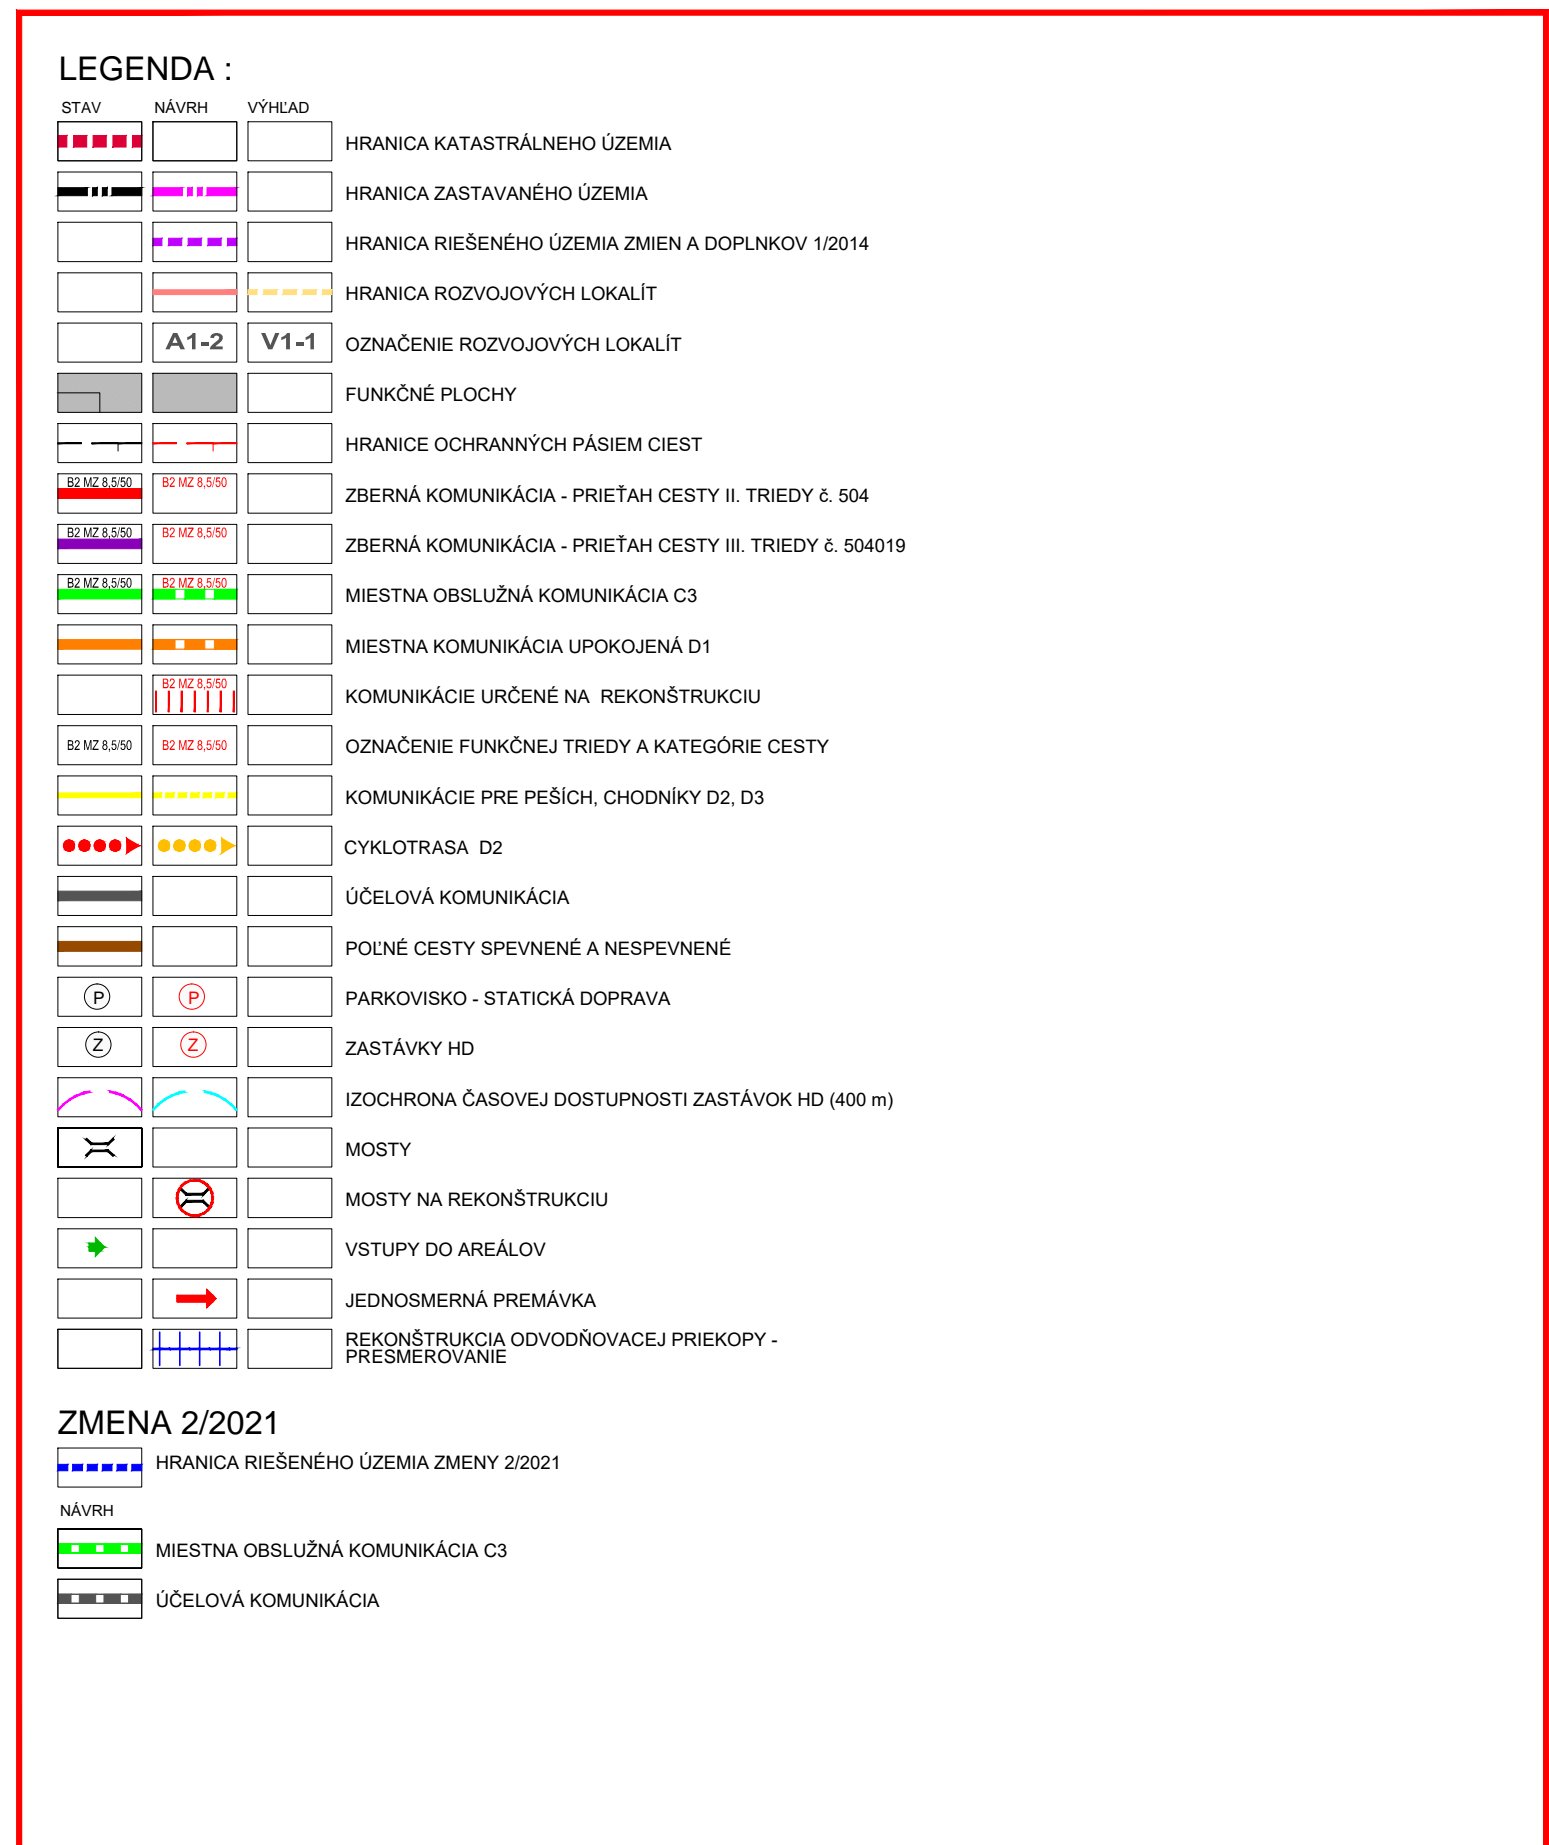 LEGENDA :
STAV NÁVRH VÝHĽAD
HRANICA KATASTRÁLNEHO ÚZEMIA
HRANICA ZASTAVANÉHO ÚZEMIA
HRANICA RIEŠENÉHO ÚZEMIA ZMIEN A DOPLNKOV 1/2014
HRANICA ROZVOJOVÝCH LOKALÍT
A1-2 V1-1 OZNAČENIE ROZVOJOVÝCH LOKALÍT
FUNKČNÉ PLOCHY
HRANICE OCHRANNÝCH PÁSIEM CIEST
B2 MZ 8,5/50 B2 MZ 8,5/50 ZBERNÁ KOMUNIKÁCIA - PRIEŤAH CESTY II. TRIEDY č. 504
B2 MZ 8,5/50 B2 MZ 8,5/50 ZBERNÁ KOMUNIKÁCIA - PRIEŤAH CESTY III. TRIEDY č. 504019
B2 MZ 8,5/50 B2 MZ 8,5/50 MIESTNA OBSLUŽNÁ KOMUNIKÁCIA C3
MIESTNA KOMUNIKÁCIA UPOKOJENÁ D1
B2 MZ 8,5/50 KOMUNIKÁCIE URČENÉ NA REKONŠTRUKCIU
B2 MZ 8,5/50 B2 MZ 8,5/50 OZNAČENIE FUNKČNEJ TRIEDY A KATEGÓRIE CESTY
KOMUNIKÁCIE PRE PEŠÍCH, CHODNÍKY D2, D3
CYKLOTRASA D2
ÚČELOVÁ KOMUNIKÁCIA
POĽNÉ CESTY SPEVNENÉ A NESPEVNENÉ
P P PARKOVISKO - STATICKÁ DOPRAVA
Z Z ZASTÁVKY HD
IZOCHRONA ČASOVEJ DOSTUPNOSTI ZASTÁVOK HD (400 m)
MOSTY
MOSTY NA REKONŠTRUKCIU
VSTUPY DO AREÁLOV
JEDNOSMERNÁ PREMÁVKA
REKONŠTRUKCIA ODVODŇOVACEJ PRIEKOPY -
PRESMEROVANIE
ZMENA 2/2021
HRANICA RIEŠENÉHO ÚZEMIA ZMENY 2/2021
NÁVRH
MIESTNA OBSLUŽNÁ KOMUNIKÁCIA C3
ÚČELOVÁ KOMUNIKÁCIA